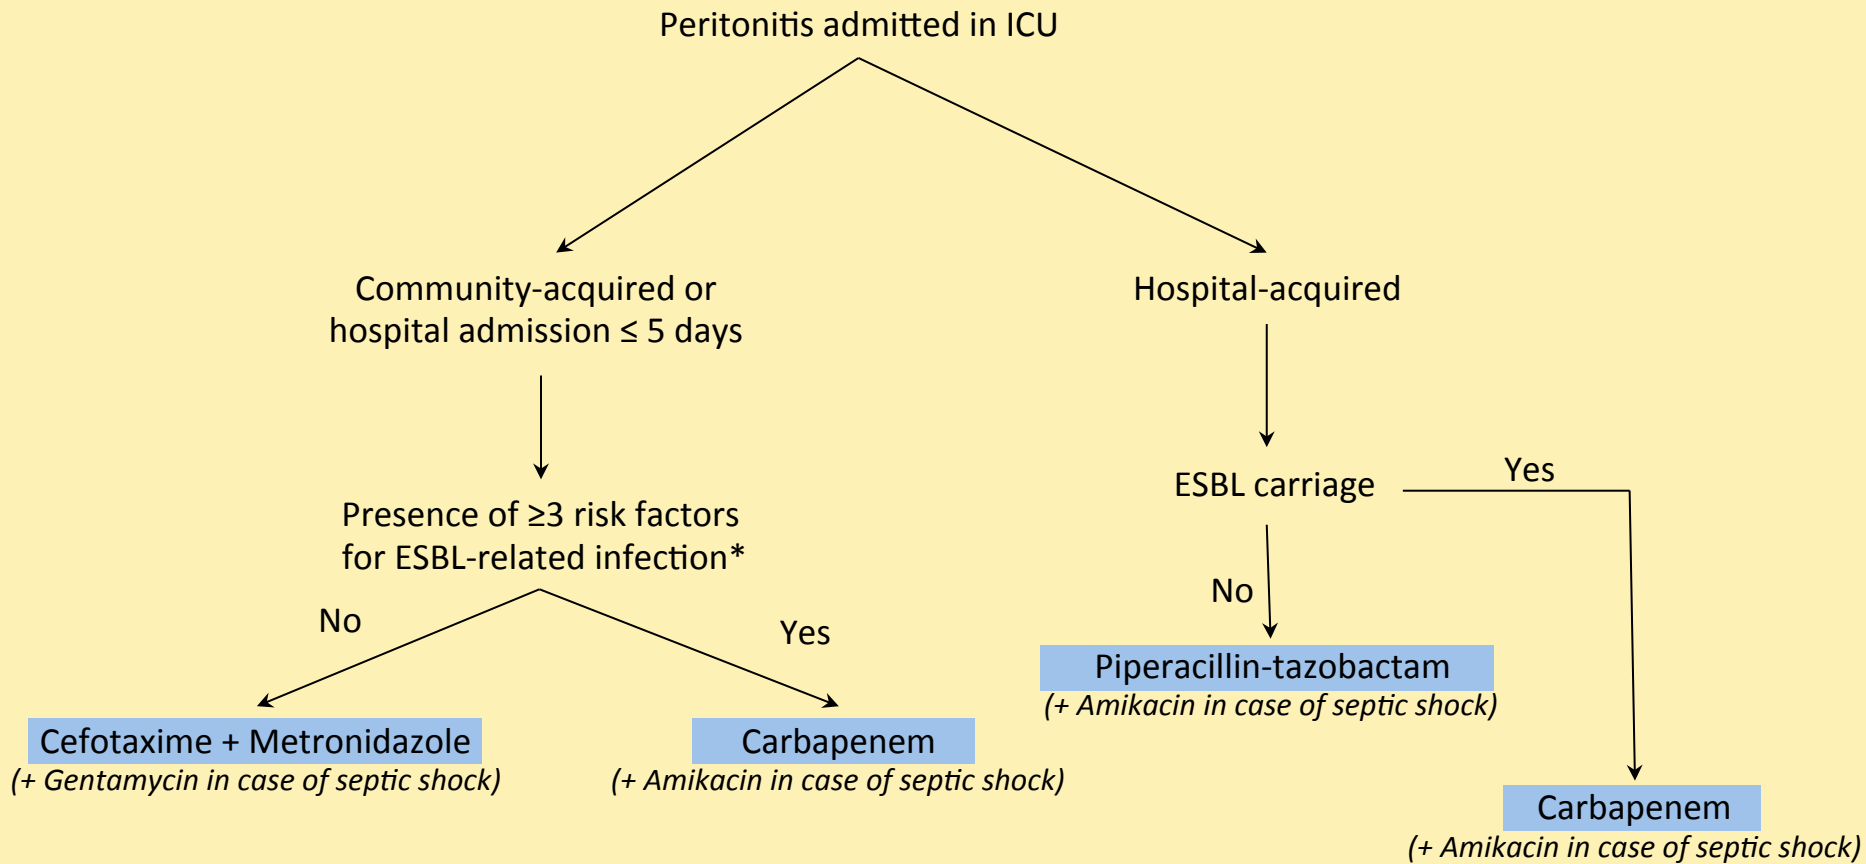 Peritonitis admitted in ICU
Community-acquired or
hospital admission ≤ 5 days
Hospital-acquired
Presence of ≥3 risk factors
for ESBL-related infection*
ESBL carriage
Yes
No
No
Yes
Piperacillin-tazobactam
(+ Amikacin in case of septic shock)
Cefotaxime + Metronidazole
(+ Gentamycin in case of septic shock)
Carbapenem
(+ Amikacin in case of septic shock)
Carbapenem
(+ Amikacin in case of septic shock)